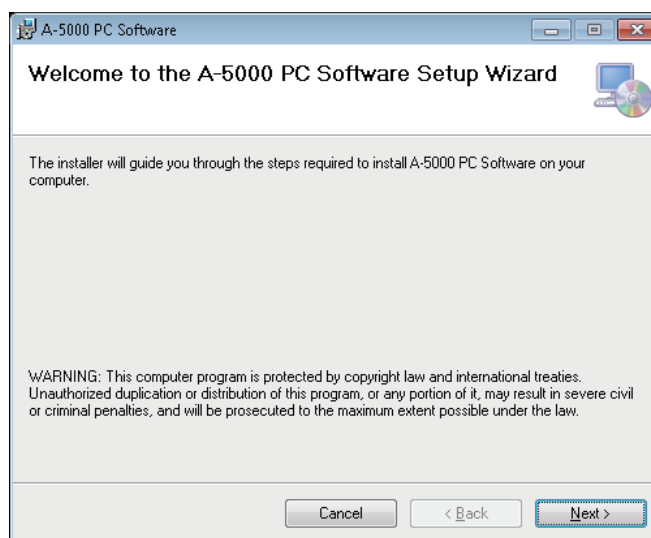 A-5000 PC Software
Welcome to the A-5000 PC Software Setup Wizard
The installer will guide you through the steps required to install A-5000 PC Software on your
computer.
WARNING: This computer program is protected by copyright law and international treaties.
Unauthorized duplication or distribution of this program, or any portion of it, may result in severe civil
or criminal penalties, and will be prosecuted to the maximum extent possible under the law.
Cancel < Back Next >